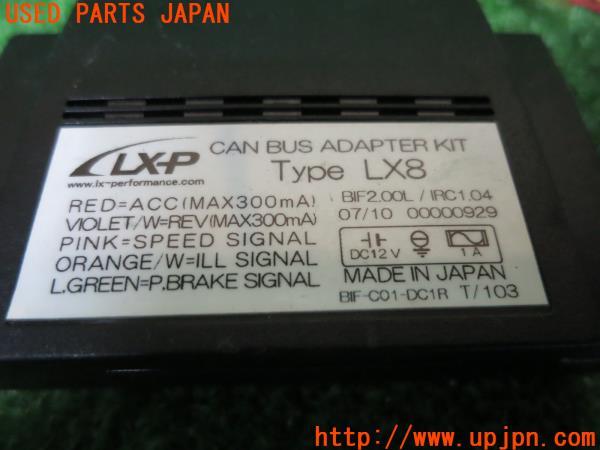 USED PARTS JAPAN
LX-P CAN BUS ADAPTER KIT
www.lx-performance.com Type LX8
RED=ACC(MAX300mA) BIF2.00L / IRC1.04
VIOLET/W=REV(MAX300mA) 07/10 00000929
PINK=SPEED SIGNAL
ORANGE/W=ILL SIGNAL DC12V 1A
L.GREEN=P.BRAKE SIGNAL MADE IN JAPAN
BIF-C01-DC1R T/103
UPJ
http://www.upjpn.com/